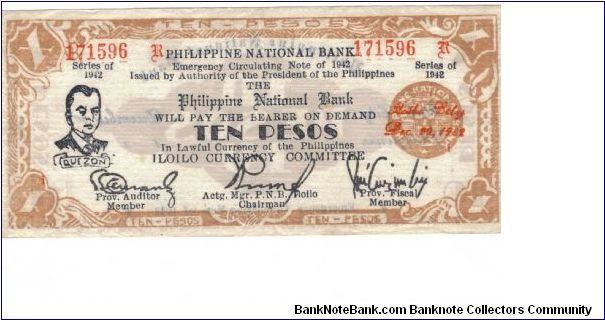 TEN PESOS
171596 R PHILIPPINE NATIONAL BANK 171596 R
Series of 1942
Emergency Circulating Note of 1942
Series of 1942
Issued by Authority of the President of the Philippines
THE
Philippine National Bank
WILL PAY THE BEARER ON DEMAND
TEN PESOS
In Lawful Currency of the Philippines
ILOILO CURRENCY COMMITTEE
QUEZON
Prov. Auditor
Member
Actg. Mgr. P.N.B. Iloilo
Chairman
Prov. Fiscal
Member
TEN-PESOS
TEN-PESOS
BankNoteBank.com Banknote Collectors Community